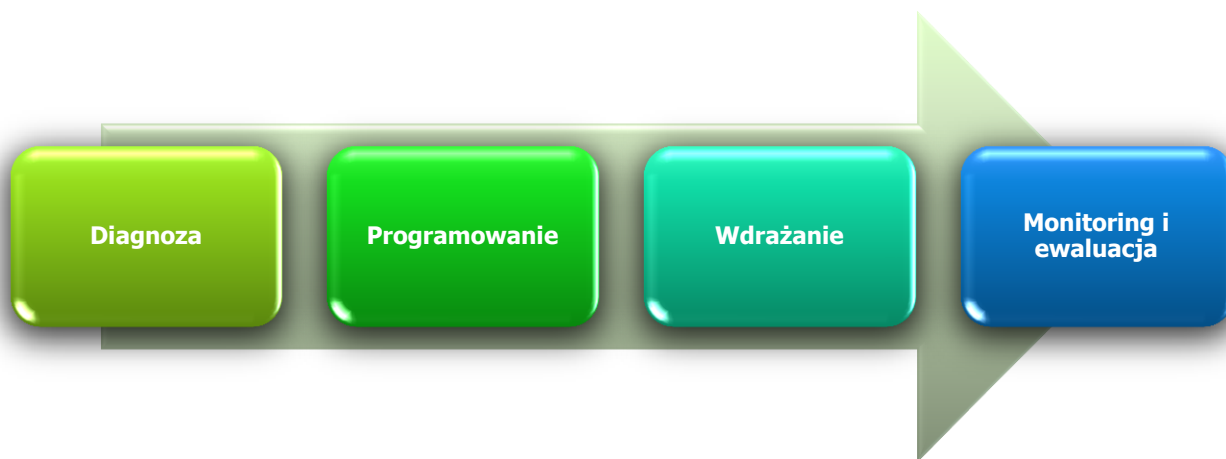 Diagnoza
Programowanie
Wdrażanie
Monitoring i
ewaluacja